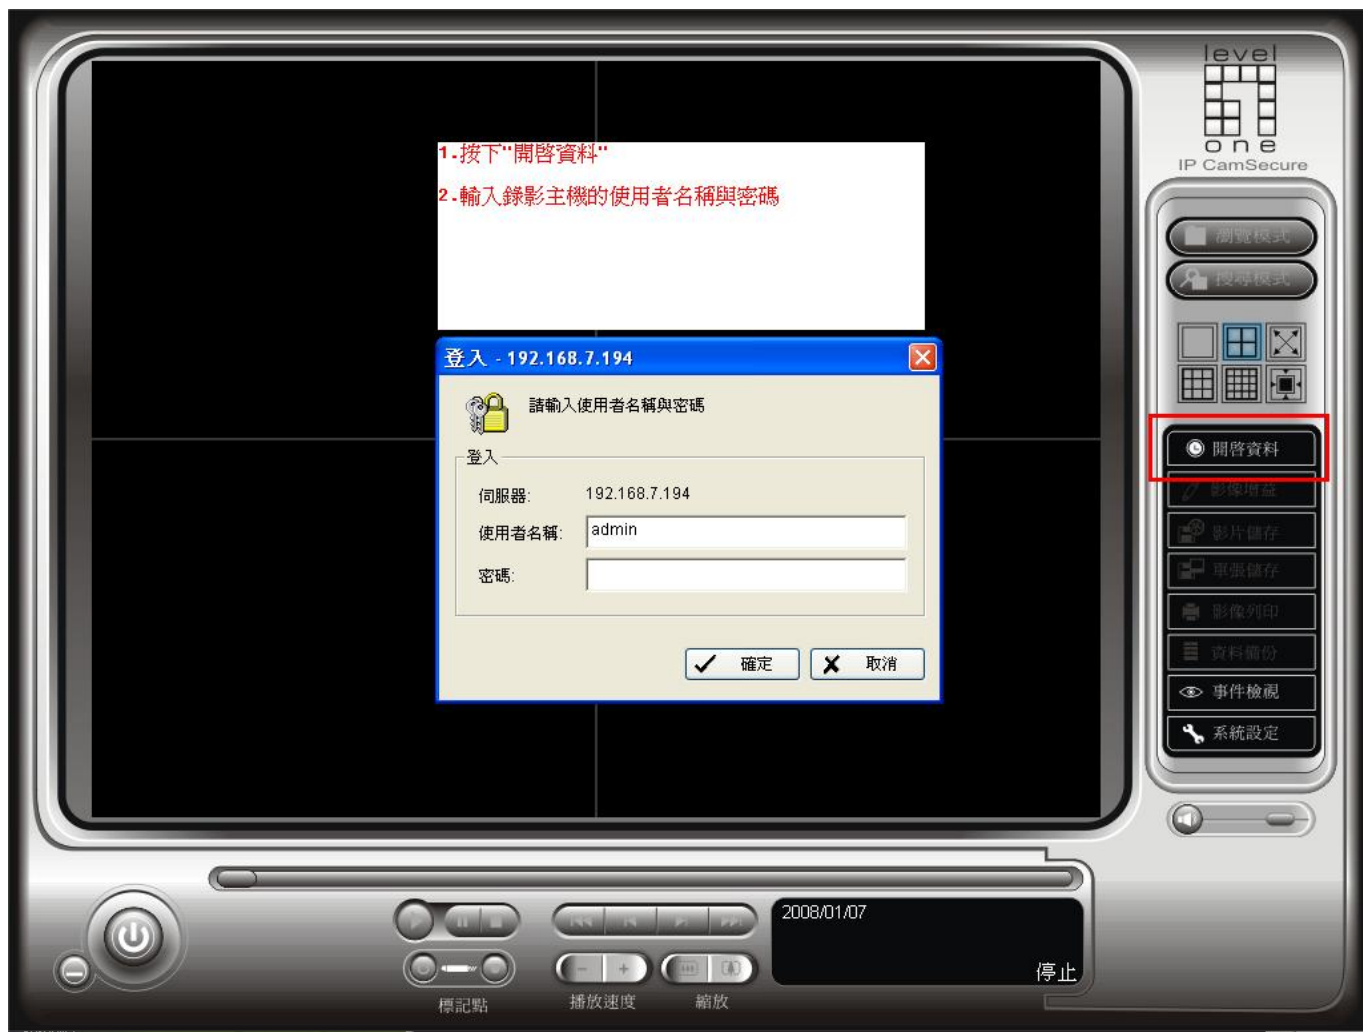 level
one
IP CamSecure
1.按下"開啓資料"
2.輸入錄影主機的使用者名稱與密碼
瀏覽模式
搜尋模式
登入 - 192.168.7.194
請輸入使用者名稱與密碼
登入
伺服器: 192.168.7.194
使用者名稱: admin
密碼:
確定 取消
開啓資料
影像增益
影片儲存
單張儲存
影像列印
資料備份
事件檢視
系統設定
2008/01/07
停止
標記點 播放速度 縮放